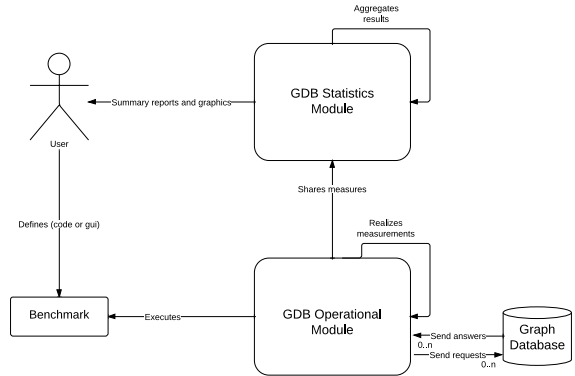 Aggregates
results
GDB Statistics
Module
Summary reports and graphics
User
Shares measures
Defines (code or gui)
Realizes
measurements
Benchmark
Executes
GDB Operational
Module
Send answers
0..n
Send requests
0..n
Graph
Database